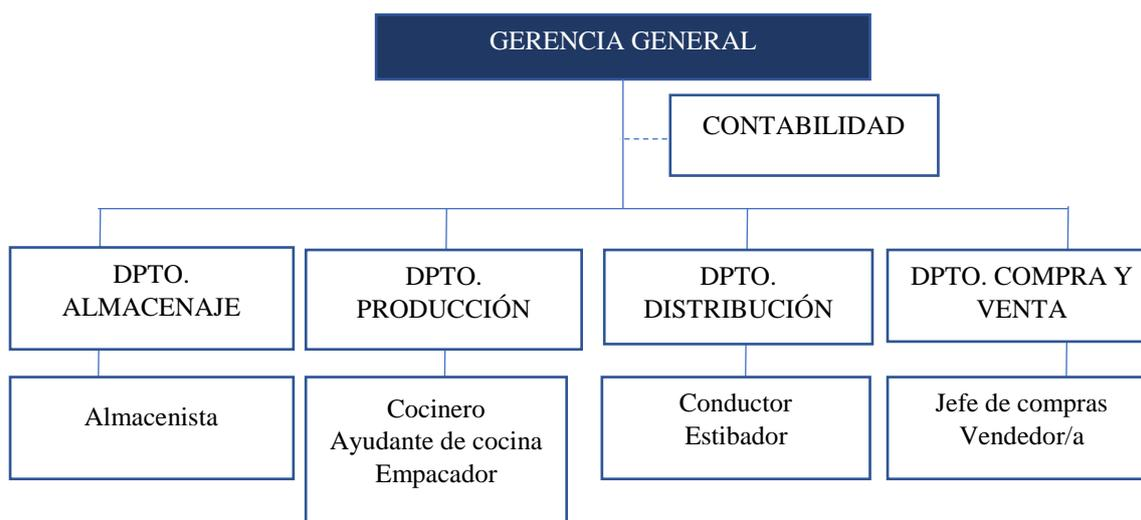 GERENCIA GENERAL
CONTABILIDAD
DPTO.
ALMACENAJE
DPTO.
PRODUCCIÓN
DPTO.
DISTRIBUCIÓN
DPTO. COMPRA Y
VENTA
Almacenista
Cocinero
Ayudante de cocina
Empacador
Conductor
Estibador
Jefe de compras
Vendedor/a